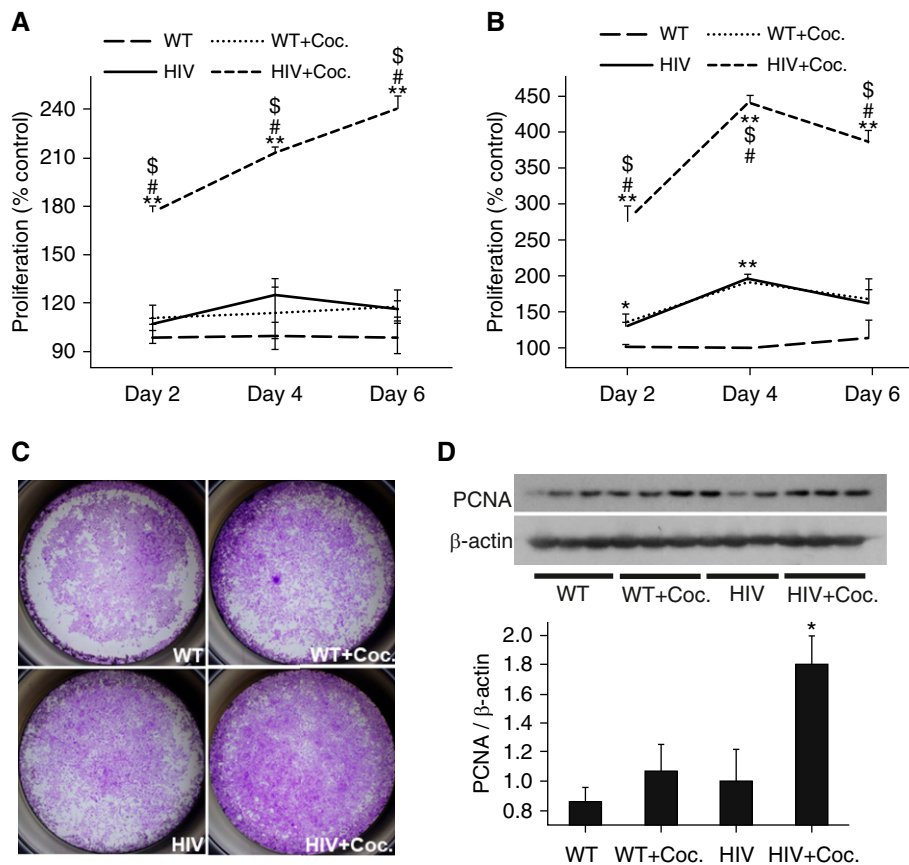 A
WT
WT+Coc.
HIV
HIV+Coc.
Proliferation (% control)
240
210
180
150
120
90
$
#
**
$
#
**
$
#
**
Day 2
Day 4
Day 6
B
WT
WT+Coc.
HIV
HIV+Coc.
Proliferation (% control)
450
400
350
300
250
200
150
100
$
#
**
**
$
#
$
#
**
*
**
Day 2
Day 4
Day 6
C
WT
WT+Coc.
HIV
HIV+Coc.
D
PCNA
β-actin
WT
WT+Coc.
HIV
HIV+Coc.
PCNA / β-actin
2.0
1.8
1.6
1.4
1.2
1.0
0.8
*
WT
WT+Coc.
HIV
HIV+Coc.